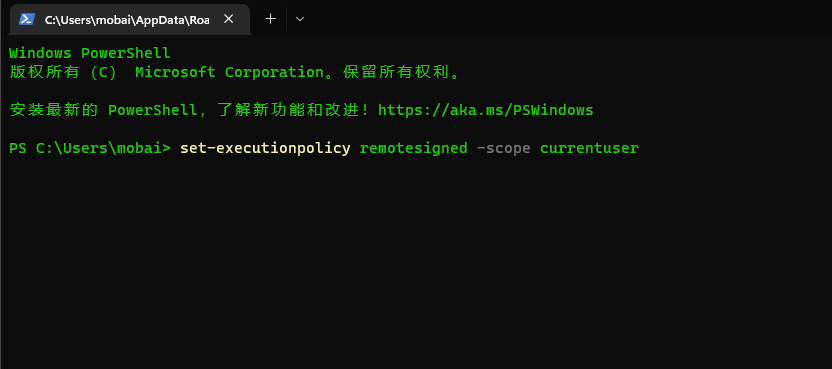 C:\Users\mobai\AppData\Roa
Windows PowerShell
版权所有（C） Microsoft Corporation。保留所有权利。
安装最新的 PowerShell，了解新功能和改进！https://aka.ms/PSWindows
PS C:\Users\mobai> set-executionpolicy remotesigned -scope currentuser